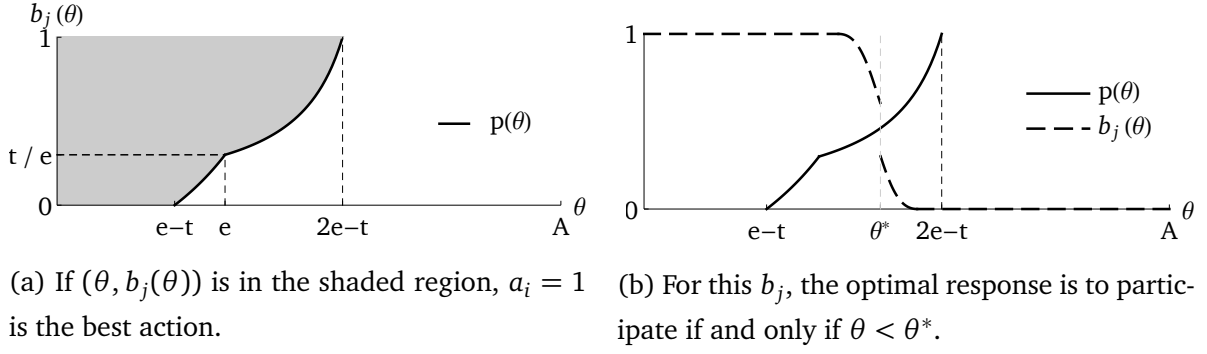 b_j(θ)
1
p(θ)
t / e
0
e−t e 2e−t A θ
(a) If (θ, b_j(θ)) is in the shaded region, a_i = 1
is the best action.
1
p(θ)
b_j(θ)
0
e−t θ* 2e−t A θ
(b) For this b_j, the optimal response is to partic-
ipate if and only if θ < θ*.